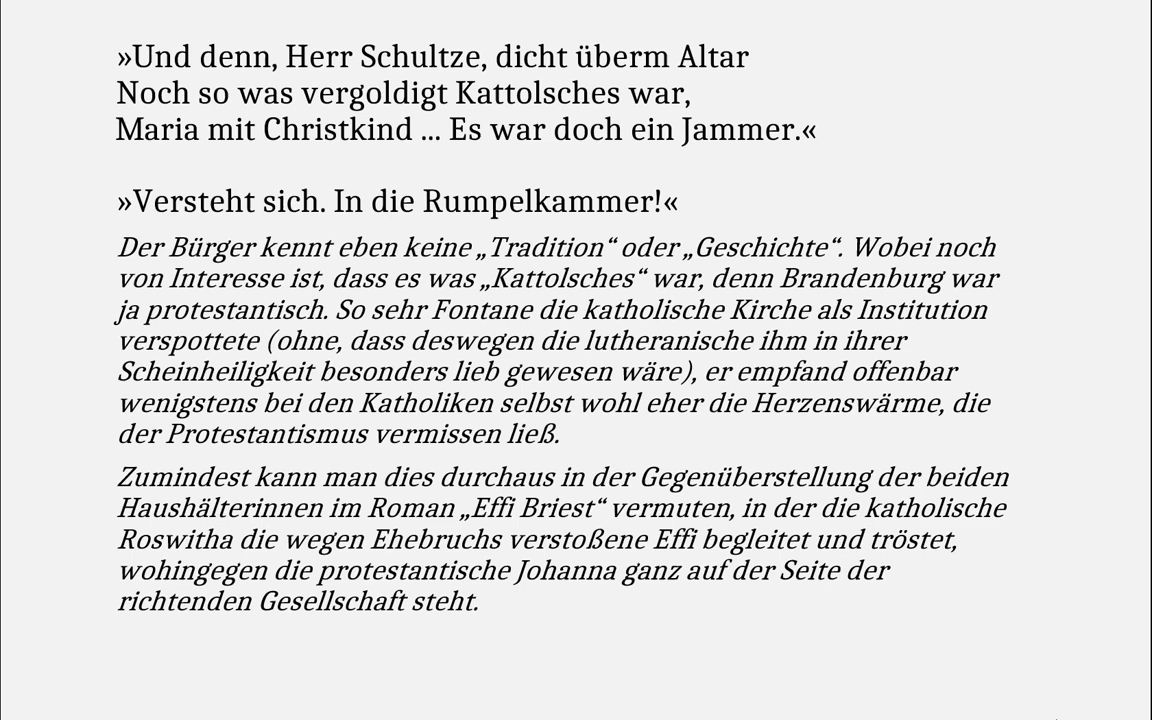 »Und denn, Herr Schultze, dicht überm Altar
Noch so was vergoldigt Kattolsches war,
Maria mit Christkind ... Es war doch ein Jammer.«
»Versteht sich. In die Rumpelkammer!«
Der Bürger kennt eben keine „Tradition“ oder „Geschichte“. Wobei noch
von Interesse ist, dass es was „Kattolsches“ war, denn Brandenburg war
ja protestantisch. So sehr Fontane die katholische Kirche als Institution
verspottete (ohne, dass deswegen die lutheranische ihm in ihrer
Scheinheiligkeit besonders lieb gewesen wäre), er empfand offenbar
wenigstens bei den Katholiken selbst wohl eher die Herzenswärme, die
der Protestantismus vermissen ließ.
Zumindest kann man dies durchaus in der Gegenüberstellung der beiden
Haushälterinnen im Roman „Effi Briest“ vermuten, in der die katholische
Roswitha die wegen Ehebruchs verstoßene Effi begleitet und tröstet,
wohingegen die protestantische Johanna ganz auf der Seite der
richtenden Gesellschaft steht.